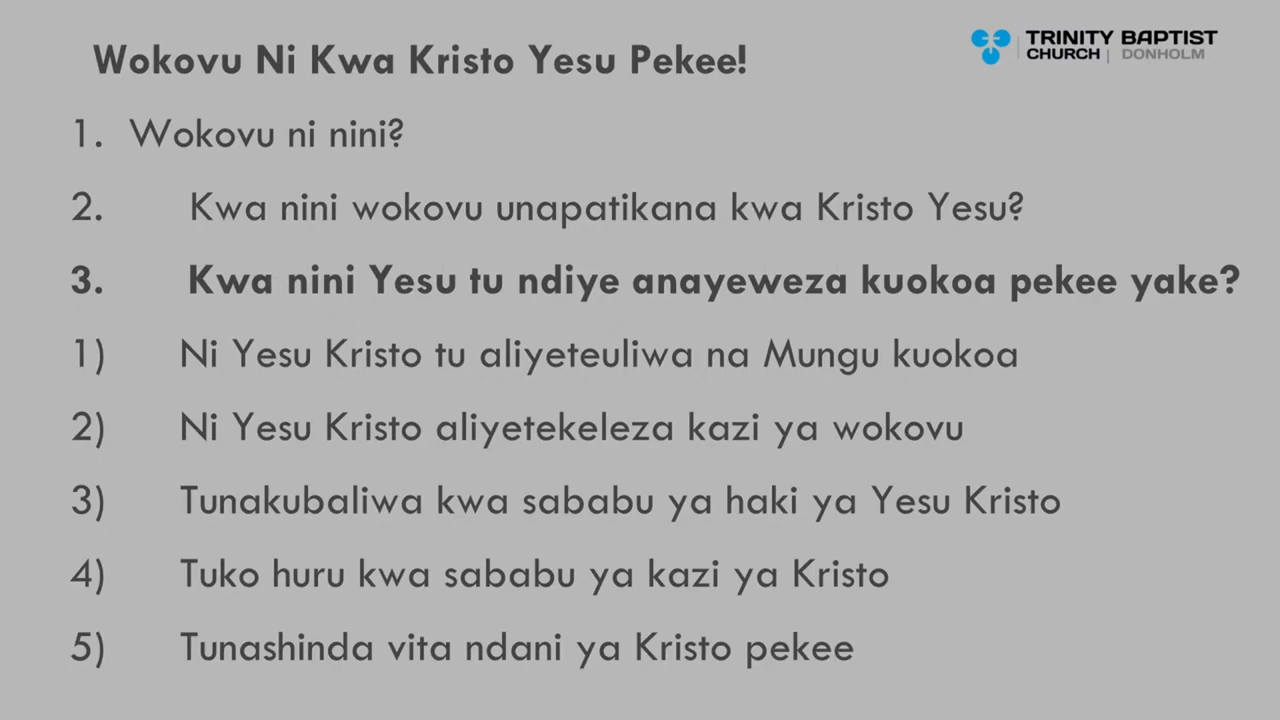 Wokovu Ni Kwa Kristo Yesu Pekee!
TRINITY BAPTIST
CHURCH | DONHOLM
1. Wokovu ni nini?
2. Kwa nini wokovu unapatikana kwa Kristo Yesu?
3. Kwa nini Yesu tu ndiye anayeweza kuokoa pekee yake?
1) Ni Yesu Kristo tu aliyeteuliwa na Mungu kuokoa
2) Ni Yesu Kristo aliyetekeleza kazi ya wokovu
3) Tunakubaliwa kwa sababu ya haki ya Yesu Kristo
4) Tuko huru kwa sababu ya kazi ya Kristo
5) Tunashinda vita ndani ya Kristo pekee